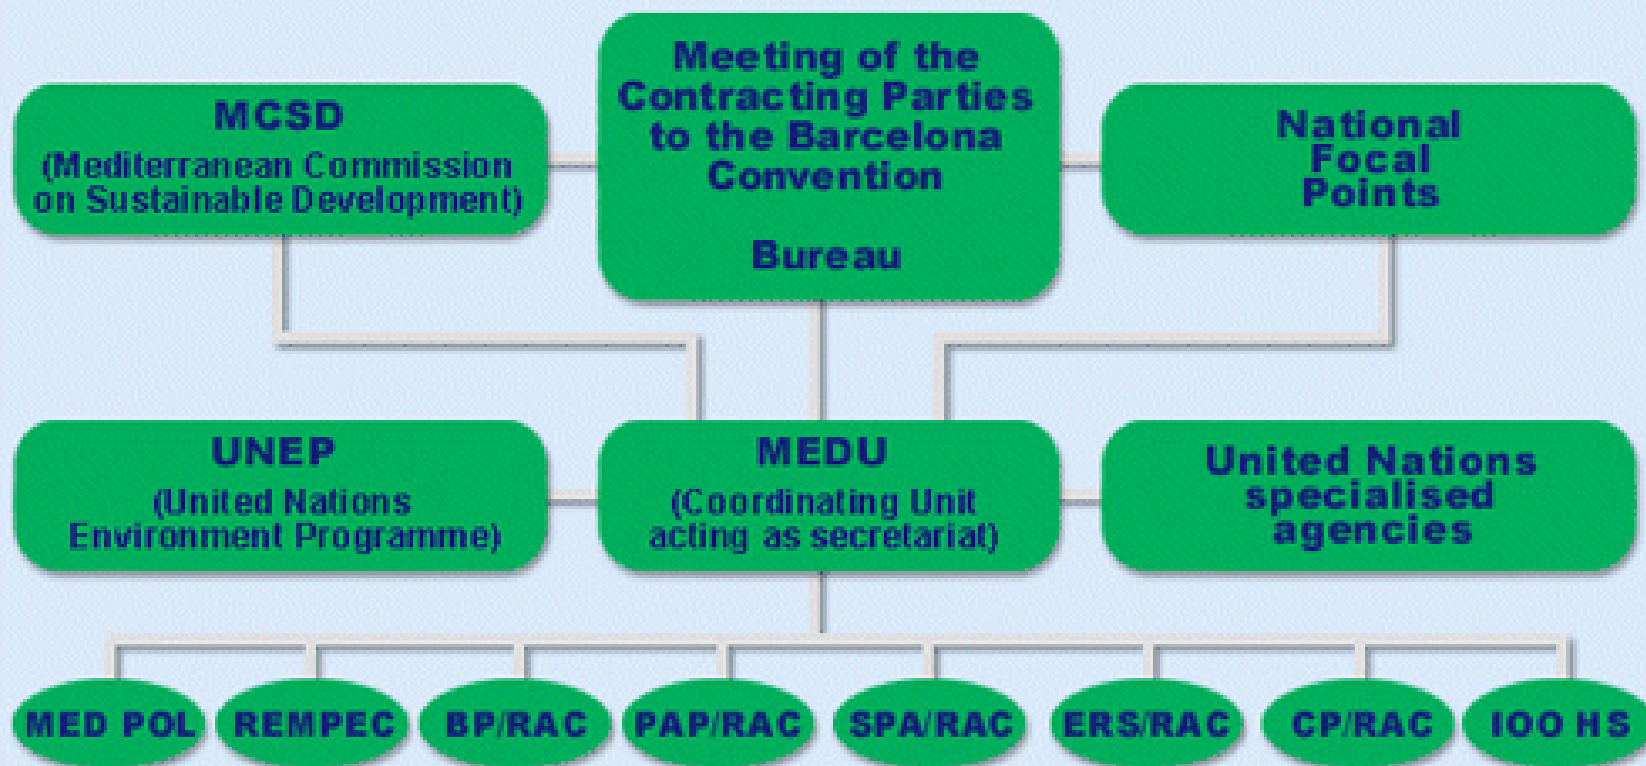 MCSD
(Mediterranean Commission
on Sustainable Development)
Meeting of the
Contracting Parties
to the Barcelona
Convention
Bureau
National
Focal
Points
UNEP
(United Nations
Environment Programme)
MEDU
(Coordinating Unit
acting as secretariat)
United Nations
specialised
agencies
MED POL
REMPEC
BP/RAC
PAP/RAC
SPA/RAC
ERS/RAC
CP/RAC
IOO HS